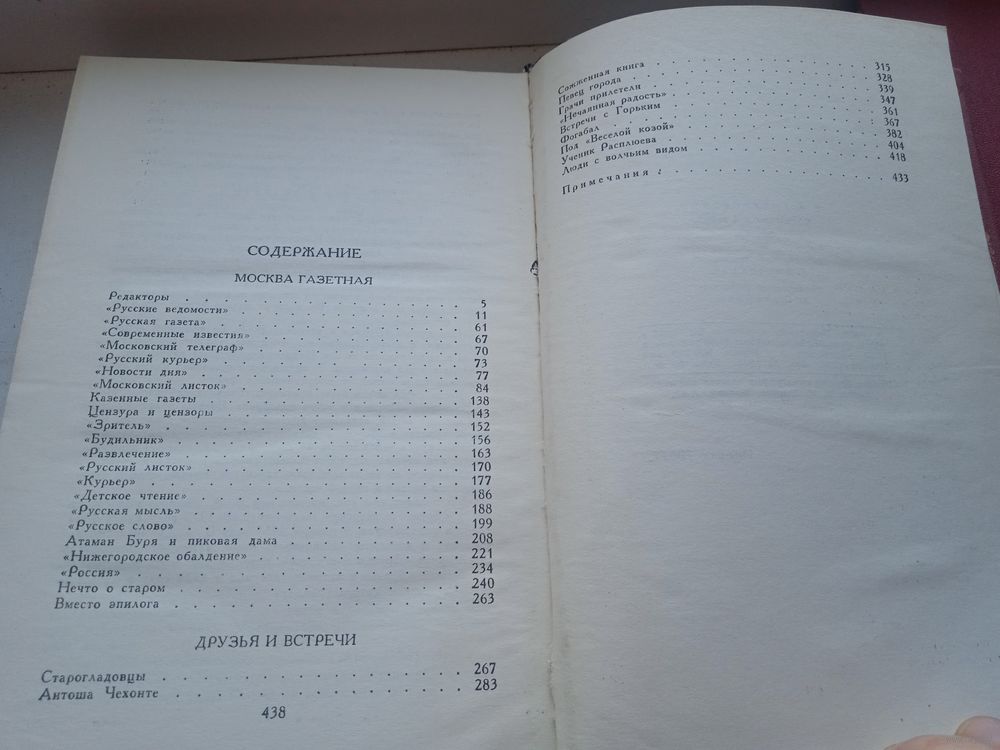 СОДЕРЖАНИЕ
МОСКВА ГАЗЕТНАЯ
Редакторы . . . . . . . . . . . . . . . . . . . 5
«Русские ведомости» . . . . . . . . . . . . . . . 11
«Русская газета» . . . . . . . . . . . . . . . . 61
«Современные известия» . . . . . . . . . . . . . 67
«Московский телеграф» . . . . . . . . . . . . . . 70
«Русский курьер» . . . . . . . . . . . . . . . . 73
«Новости дня» . . . . . . . . . . . . . . . . . . 77
«Московский листок» . . . . . . . . . . . . . . . 84
Казенные газеты . . . . . . . . . . . . . . . . . 138
Цензура и цензоры . . . . . . . . . . . . . . . . 143
«Зритель» . . . . . . . . . . . . . . . . . . . . 152
«Будильник» . . . . . . . . . . . . . . . . . . . 156
«Развлечение» . . . . . . . . . . . . . . . . . . 163
«Русский листок» . . . . . . . . . . . . . . . . 170
«Курьер» . . . . . . . . . . . . . . . . . . . . 177
«Детское чтение» . . . . . . . . . . . . . . . . 186
«Русская мысль» . . . . . . . . . . . . . . . . . 188
«Русское слово» . . . . . . . . . . . . . . . . . 199
Атаман Буря и пиковая дама . . . . . . . . . . . 208
«Нижегородское обалдение» . . . . . . . . . . . . 221
«Россия» . . . . . . . . . . . . . . . . . . . . 234
Нечто о старом . . . . . . . . . . . . . . . . . 240
Вместо эпилога . . . . . . . . . . . . . . . . . 263
ДРУЗЬЯ И ВСТРЕЧИ
Старогладовцы . . . . . . . . . . . . . . . . . . 267
Антоша Чехонте . . . . . . . . . . . . . . . . . 283
438
Сожженная книга . . . . . . . . . . . . . . . . . 315
Певец города . . . . . . . . . . . . . . . . . . 328
Грачи прилетели . . . . . . . . . . . . . . . . . 339
«Нечаянная радость» . . . . . . . . . . . . . . . 347
Встречи с Горьким . . . . . . . . . . . . . . . . 361
Фогабал . . . . . . . . . . . . . . . . . . . . . 367
Под «Веселой козой» . . . . . . . . . . . . . . . 382
Ученик Расплюева . . . . . . . . . . . . . . . . 404
Люди с волчьим видом . . . . . . . . . . . . . . 418
Примечания . . . . . . . . . . . . . . . . . . . 433